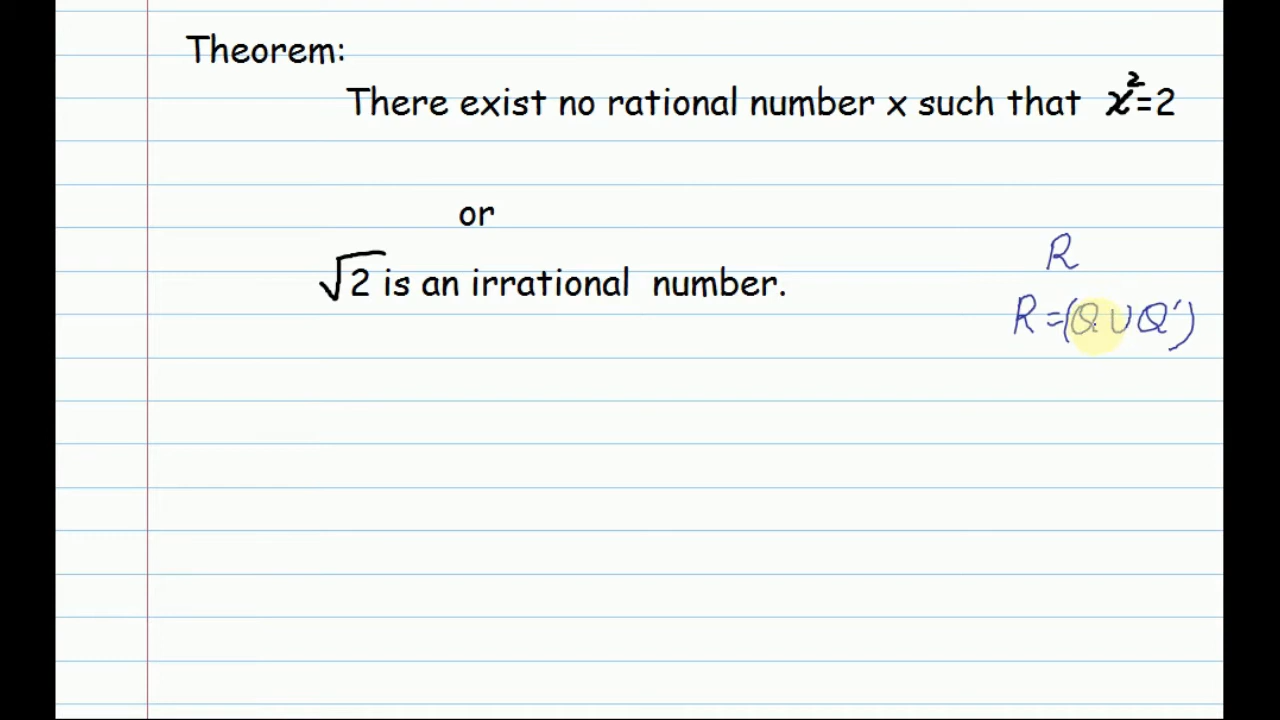 Theorem:
There exist no rational number x such that x²=2
or
√2 is an irrational number.
R
R=(Q∪Q′)